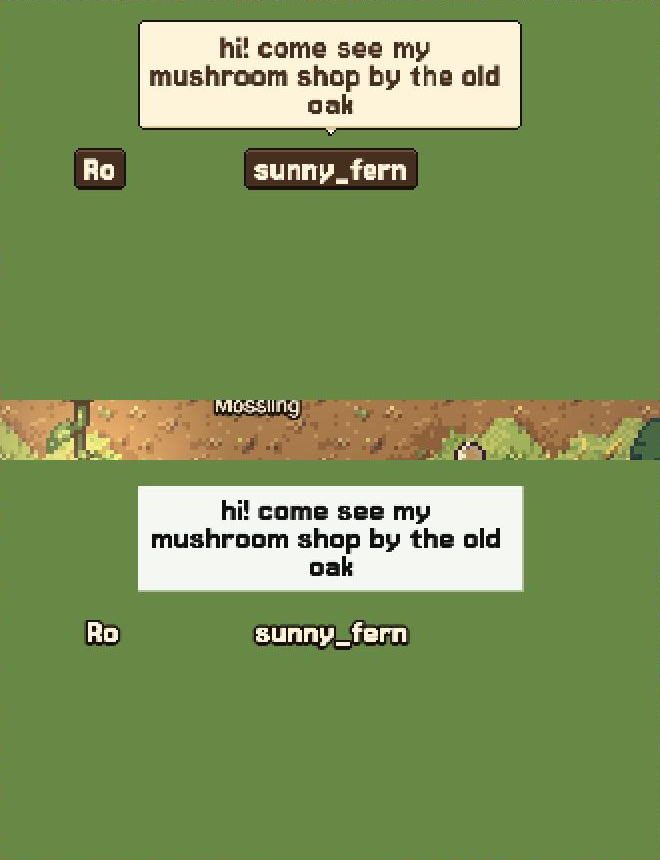 hi! come see my
mushroom shop by the old
oak
Ro
sunny_fern
Mossling
hi! come see my
mushroom shop by the old
oak
Ro
sunny_fern